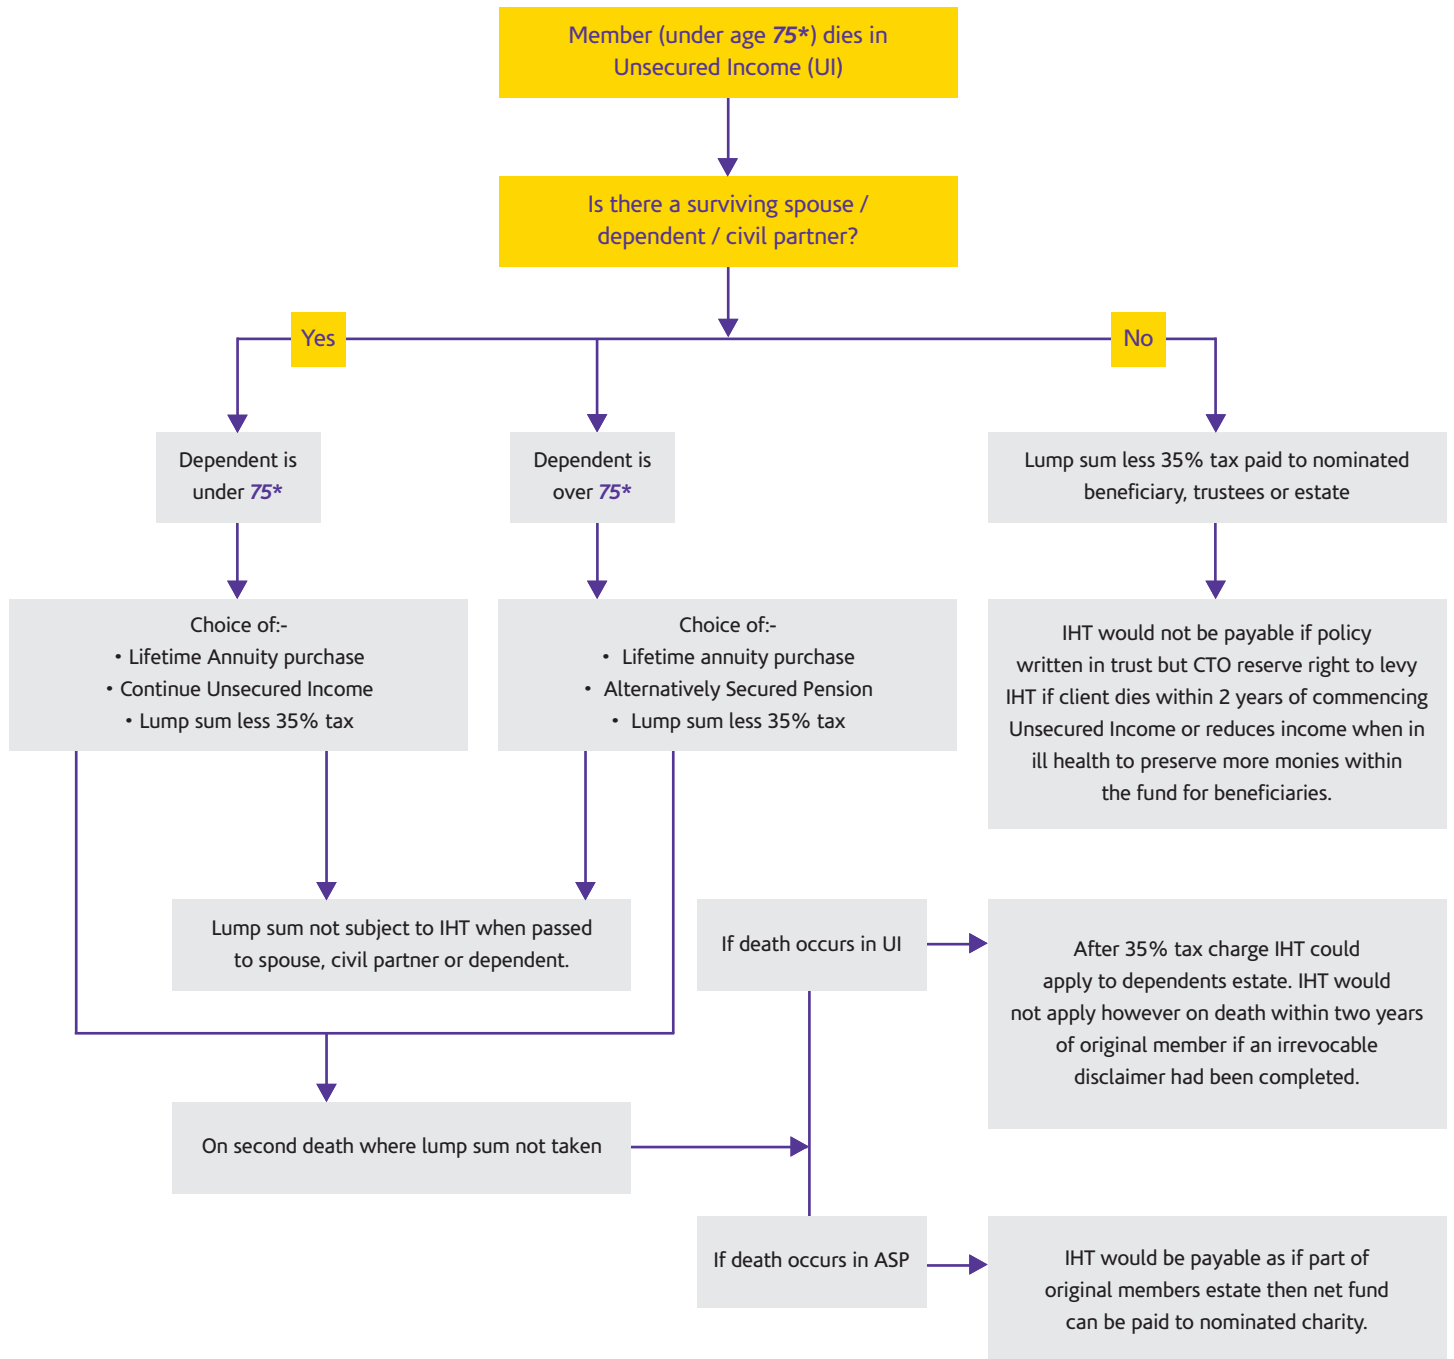 Member (under age 75*) dies in
Unsecured Income (UI)
Is there a surviving spouse /
dependent / civil partner?
Yes
No
Dependent is
under 75*
Dependent is
over 75*
Lump sum less 35% tax paid to nominated
beneficiary, trustees or estate
Choice of:-
• Lifetime Annuity purchase
• Continue Unsecured Income
• Lump sum less 35% tax
Choice of:-
• Lifetime annuity purchase
• Alternatively Secured Pension
• Lump sum less 35% tax
IHT would not be payable if policy
written in trust but CTO reserve right to levy
IHT if client dies within 2 years of commencing
Unsecured Income or reduces income when in
ill health to preserve more monies within
the fund for beneficiaries.
Lump sum not subject to IHT when passed
to spouse, civil partner or dependent.
If death occurs in UI
After 35% tax charge IHT could
apply to dependents estate. IHT would
not apply however on death within two years
of original member if an irrevocable
disclaimer had been completed.
On second death where lump sum not taken
If death occurs in ASP
IHT would be payable as if part of
original members estate then net fund
can be paid to nominated charity.